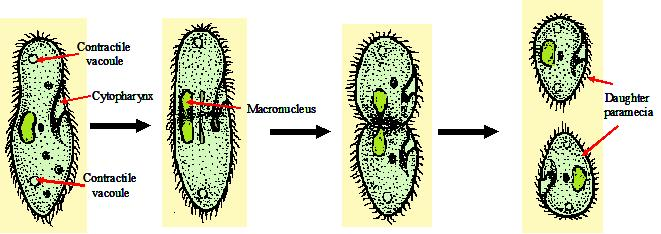 Contractile
vacoule
Cytopharynx
Contractile
vacoule
Macronucleus
Daughter
paramecia